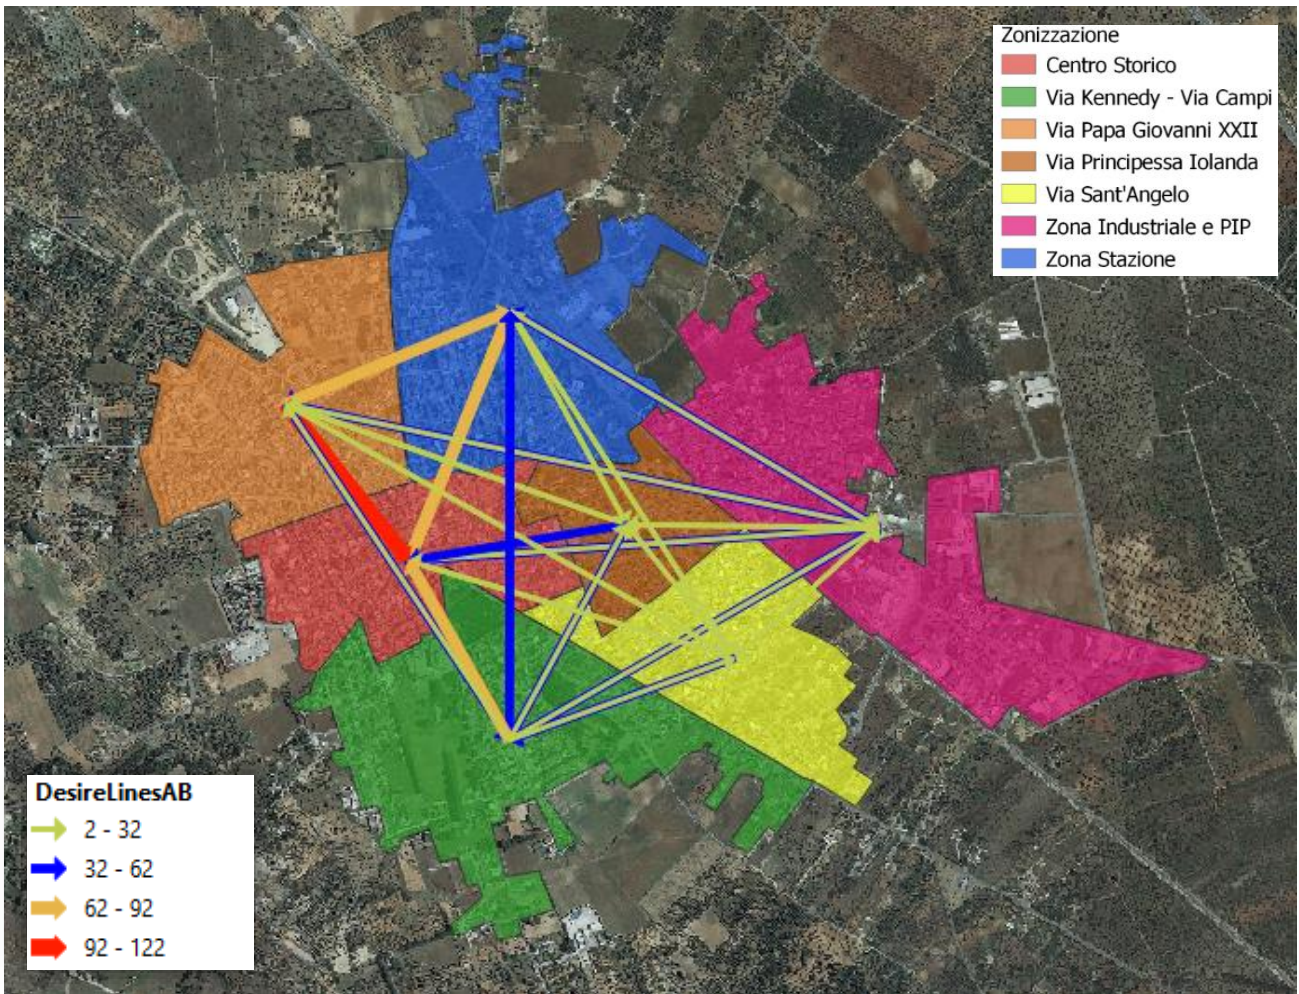 Zonizzazione
Centro Storico
Via Kennedy - Via Campi
Via Papa Giovanni XXII
Via Principessa Iolanda
Via Sant'Angelo
Zona Industriale e PIP
Zona Stazione
DesireLinesAB
2 - 32
32 - 62
62 - 92
92 - 122